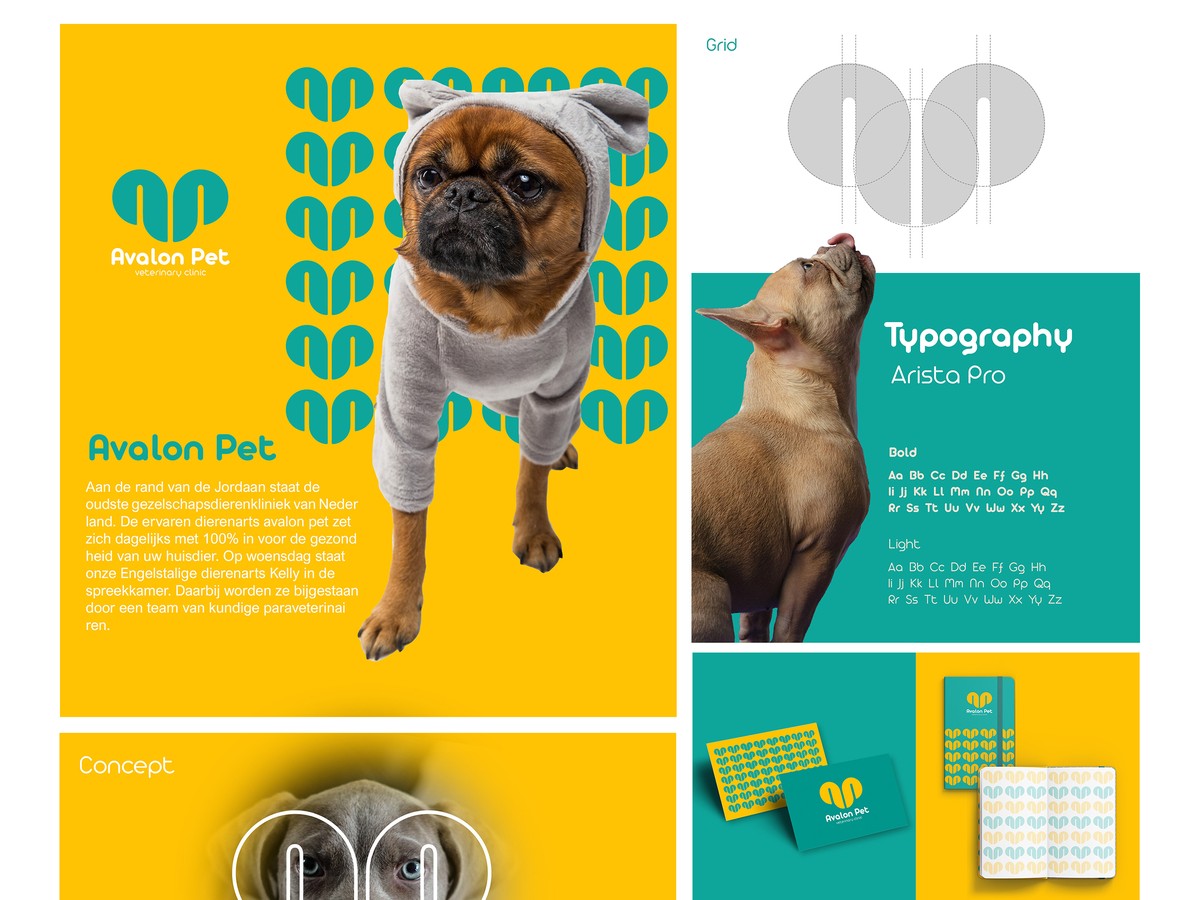 Avalon Pet
veterinary clinic
Avalon Pet
Aan de rand van de Jordaan staat de
oudste gezelschapsdierenkliniek van Neder
land. De ervaren dierenarts avalon pet zet
zich dagelijks met 100% in voor de gezond
heid van uw huisdier. Op woensdag staat
onze Engelstalige dierenarts Kelly in de
spreekkamer. Daarbij worden ze bijgestaan
door een team van kundige paraveterinai
ren.
Concept
Grid
Typography
Arista Pro
Bold
Aa Bb Cc Dd Ee Ff Gg Hh
Ii Jj Kk Ll Mm Nn Oo Pp Qq
Rr Ss Tt Uu Vv Ww Xx Yy Zz
Light
Aa Bb Cc Dd Ee Ff Gg Hh
Ii Jj Kk Ll Mm Nn Oo Pp Qq
Rr Ss Tt Uu Vv Ww Xx Yy Zz
Avalon Pet
veterinary clinic
Avalon Pet